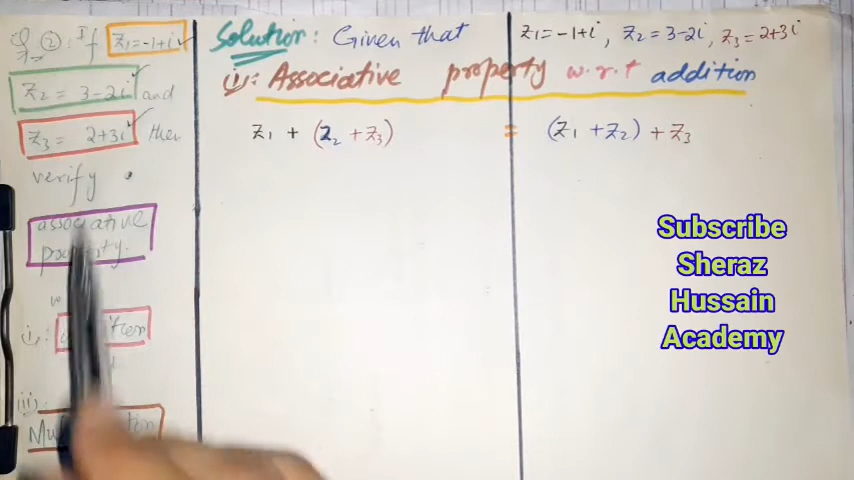 ②: If z₁=-1+i
z₂ = 3-2i and
z₃ = 2+3i then
verify
associative
property.
i,:
iii:
Solution: Given that z₁=-1+i, z₂=3-2i, z₃=2+3i
i,: Associative property w.r.t addition
z₁ + (z₂ + z₃) = (z₁ + z₂) + z₃
Subscribe
Sheraz
Hussain
Academy